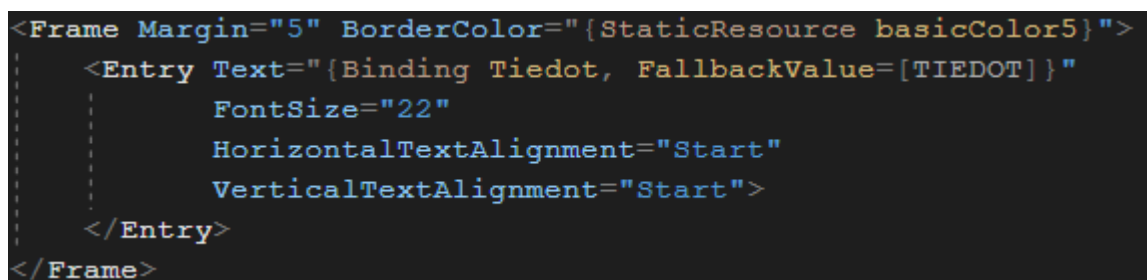 <Frame Margin="5" BorderColor="{StaticResource basicColor5}">
    <Entry Text="{Binding Tiedot, FallbackValue=[TIEDOT]}"
           FontSize="22"
           HorizontalTextAlignment="Start"
           VerticalTextAlignment="Start">
    </Entry>
</Frame>